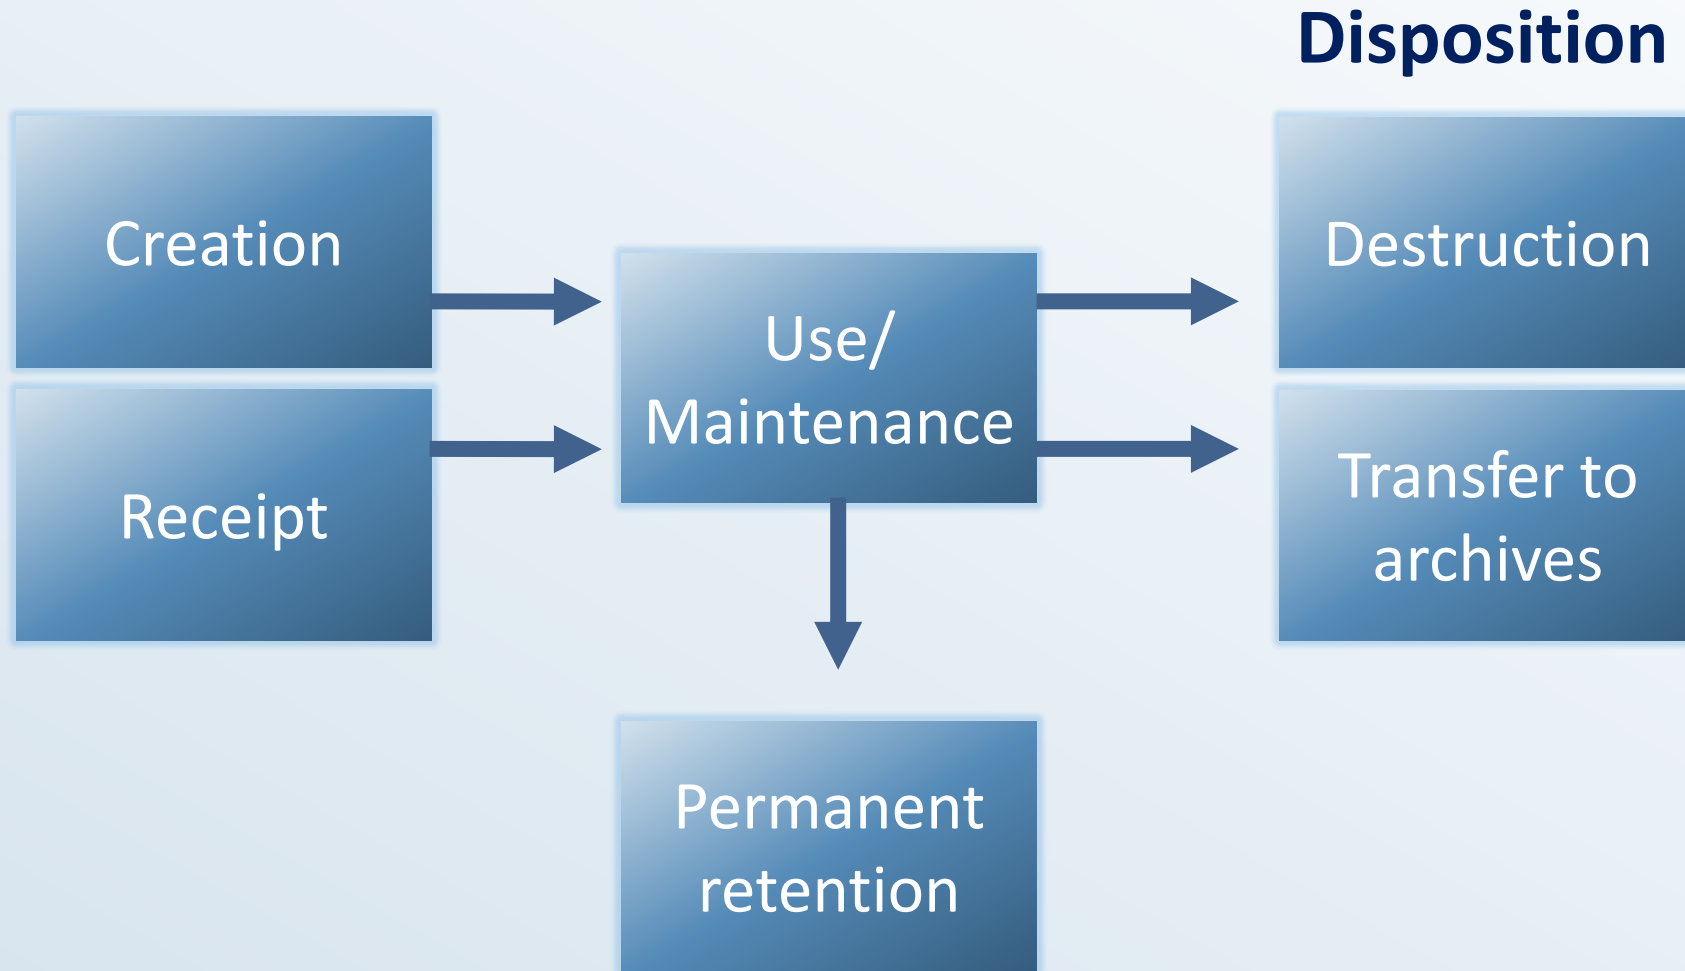 Disposition
Creation
Receipt
Use/
Maintenance
Destruction
Transfer to
archives
Permanent
retention